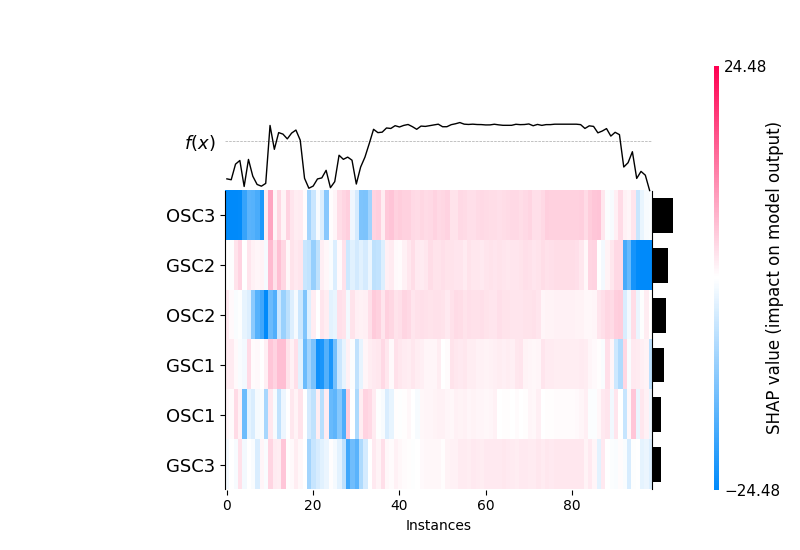 24.48
f(x)
OSC3
GSC2
OSC2
GSC1
OSC1
GSC3
0 20 40 60 80
Instances
−24.48
SHAP value (impact on model output)